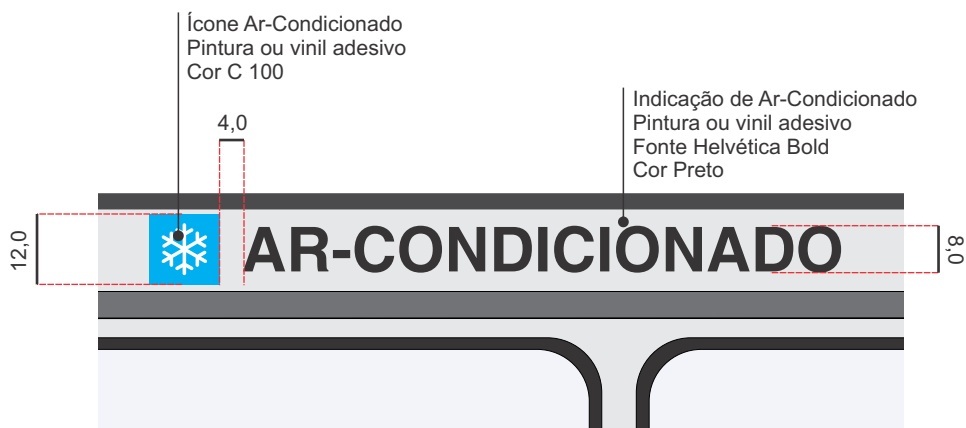 Ícone Ar-Condicionado
Pintura ou vinil adesivo
Cor C 100
4,0
Indicação de Ar-Condicionado
Pintura ou vinil adesivo
Fonte Helvética Bold
Cor Preto
12,0
AR-CONDICIONADO
8,0